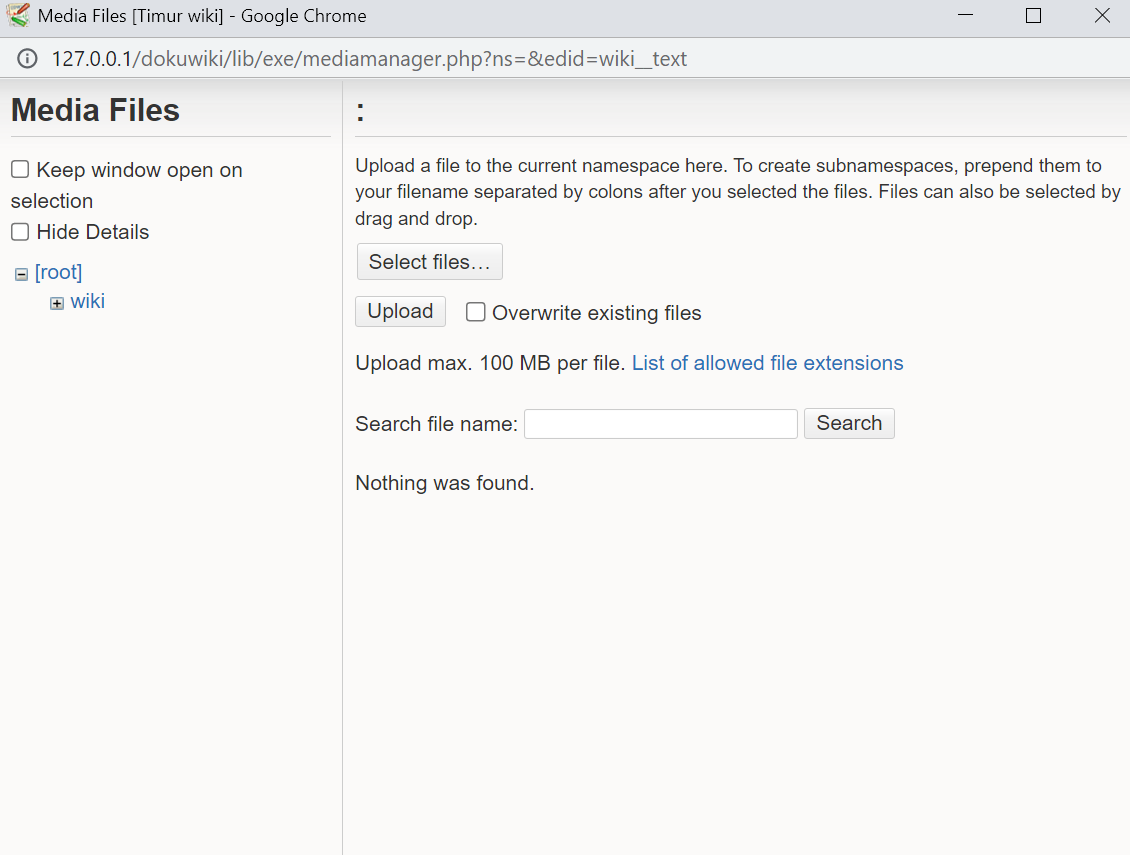 Media Files [Timur wiki] - Google Chrome
127.0.0.1/dokuwiki/lib/exe/mediamanager.php?ns=&edid=wiki__text
Media Files
Keep window open on
selection
Hide Details
[root]
wiki
:
Upload a file to the current namespace here. To create subnamespaces, prepend them to
your filename separated by colons after you selected the files. Files can also be selected by
drag and drop.
Select files…
Upload
Overwrite existing files
Upload max. 100 MB per file. List of allowed file extensions
Search file name:
Search
Nothing was found.